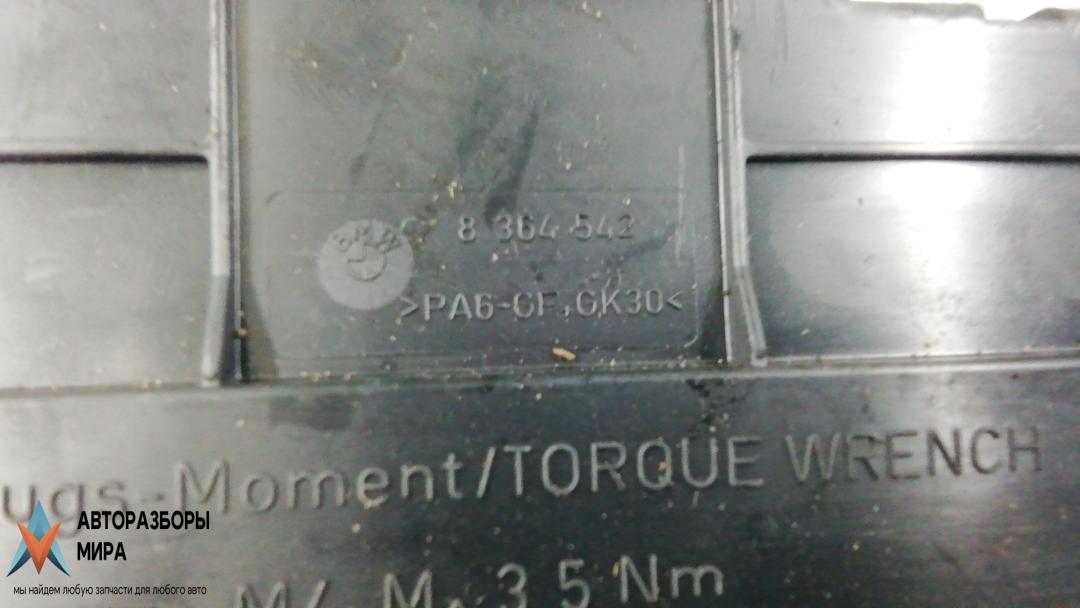 BMW
8 364 542
>PA6-GF,GK30<
ugs-Moment/TORQUE WRENCH
M. 3 5 Nm
АВТОРАЗБОРЫ
МИРА
мы найдем любую запчасти для любого авто